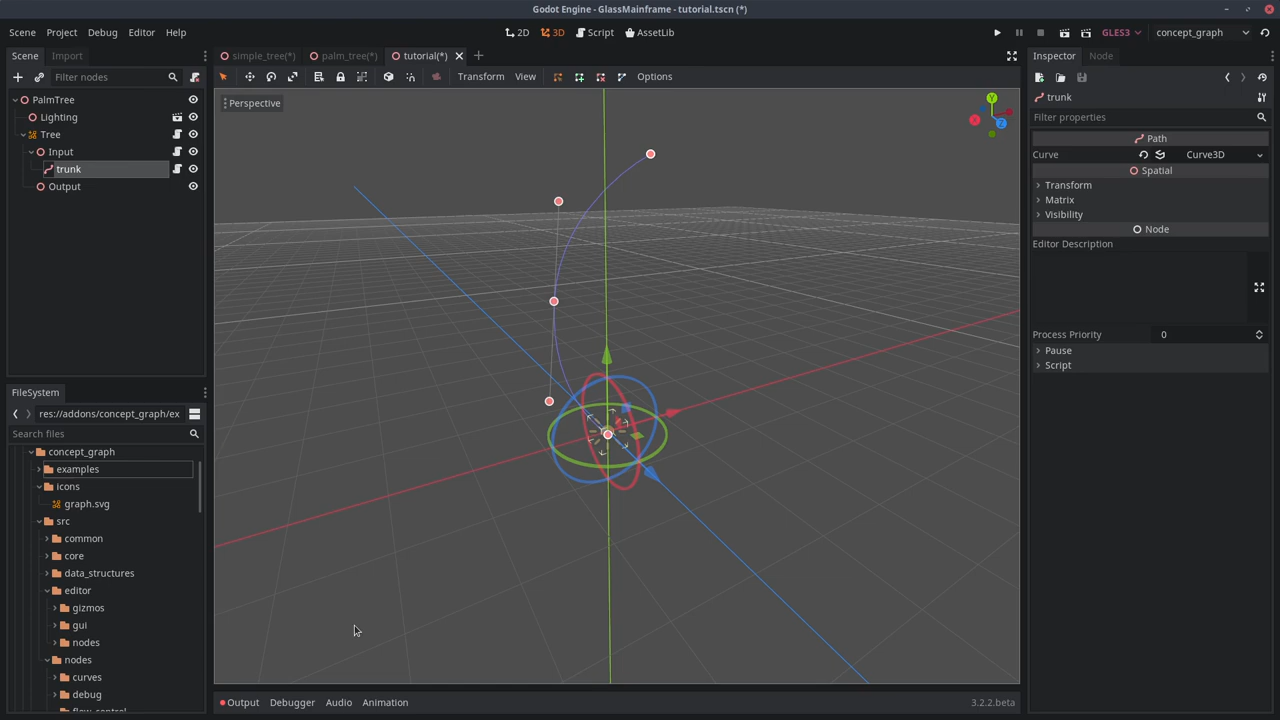 Godot Engine - GlassMainframe - tutorial.tscn (*)
Scene Project Debug Editor Help
2D 3D Script AssetLib
GLES3 concept_graph
Scene Import
simple_tree(*) palm_tree(*) tutorial(*)
Inspector Node
Filter nodes
Transform View Options
Perspective
Y
X
Z
PalmTree
Lighting
Tree
Input
trunk
Output
trunk
Filter properties
Path
Curve Curve3D
Spatial
Transform
Matrix
Visibility
Node
Editor Description
Process Priority 0
Pause
Script
FileSystem
res://addons/concept_graph/ex
Search files
concept_graph
examples
icons
graph.svg
src
common
core
data_structures
editor
gizmos
gui
nodes
nodes
curves
debug
flow_control
Output Debugger Audio Animation
3.2.2.beta